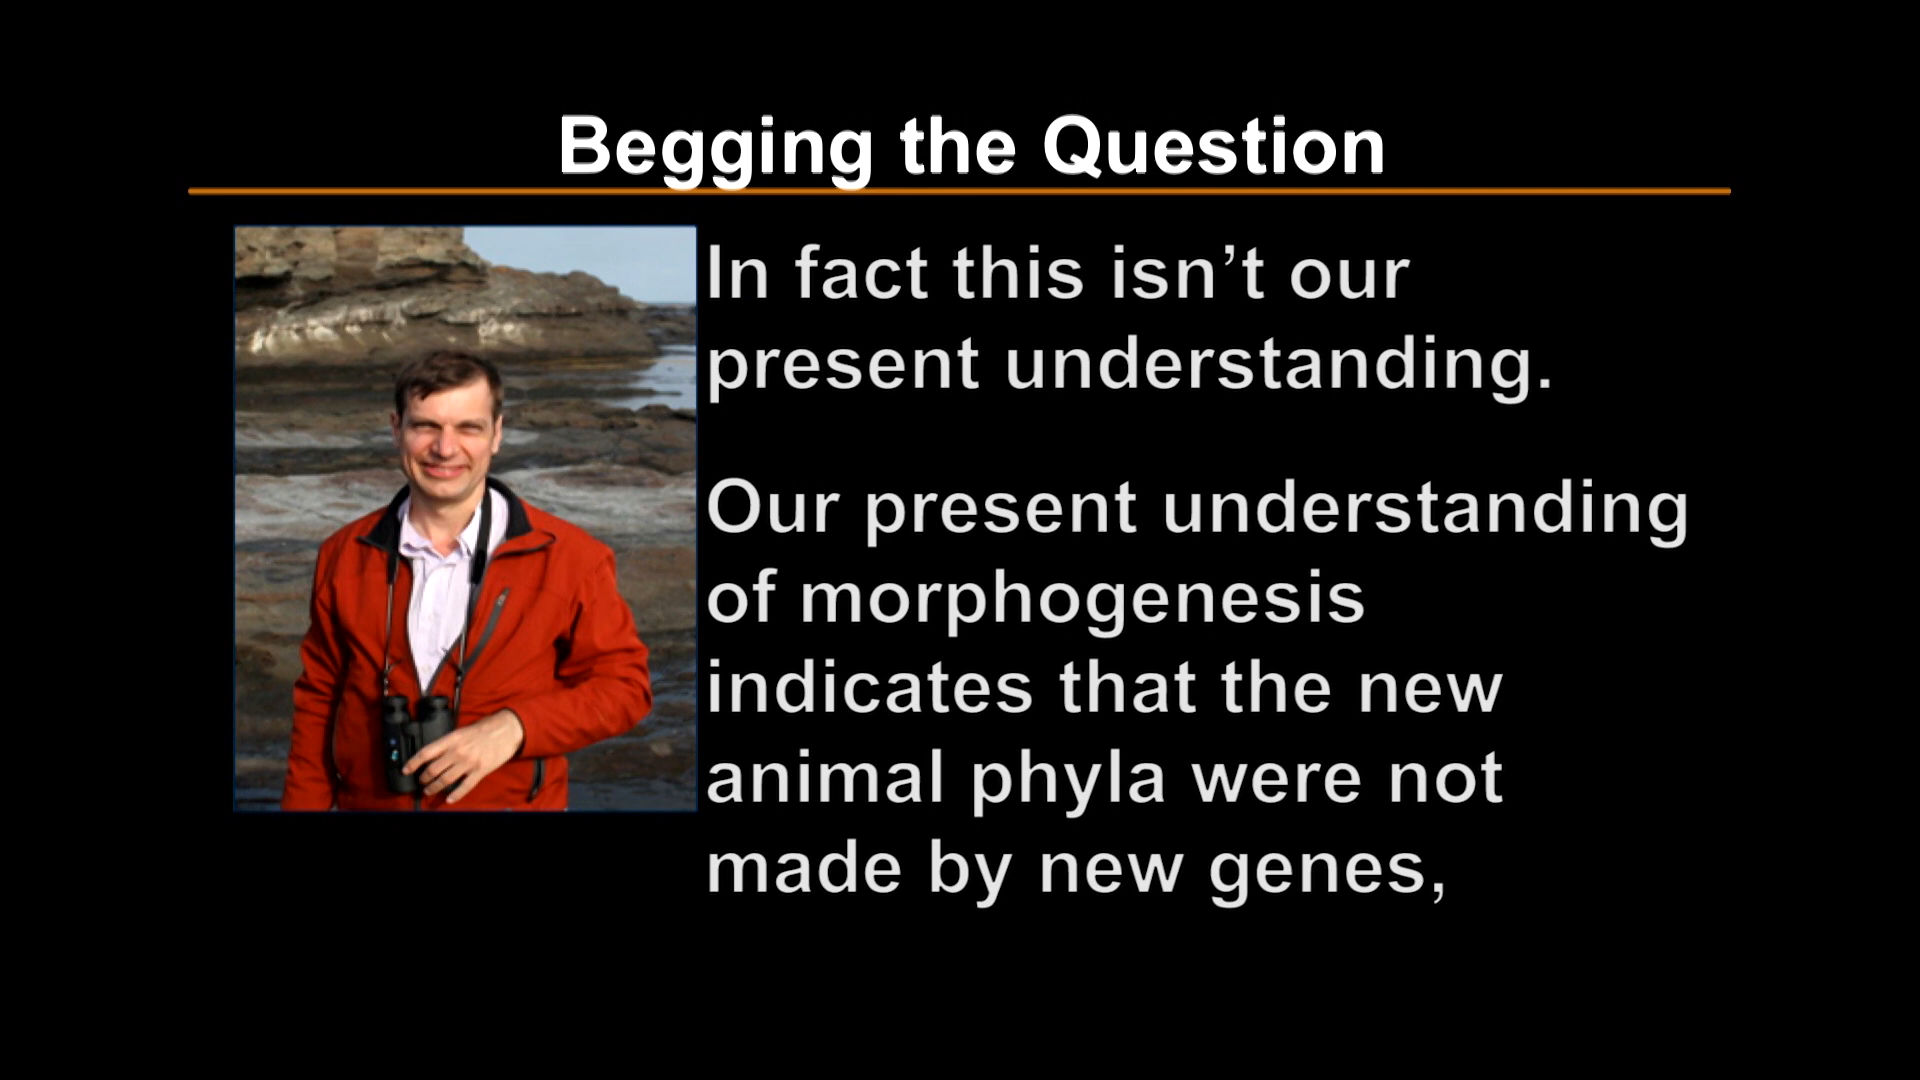 Begging the Question
In fact this isn’t our
present understanding.
Our present understanding
of morphogenesis
indicates that the new
animal phyla were not
made by new genes,